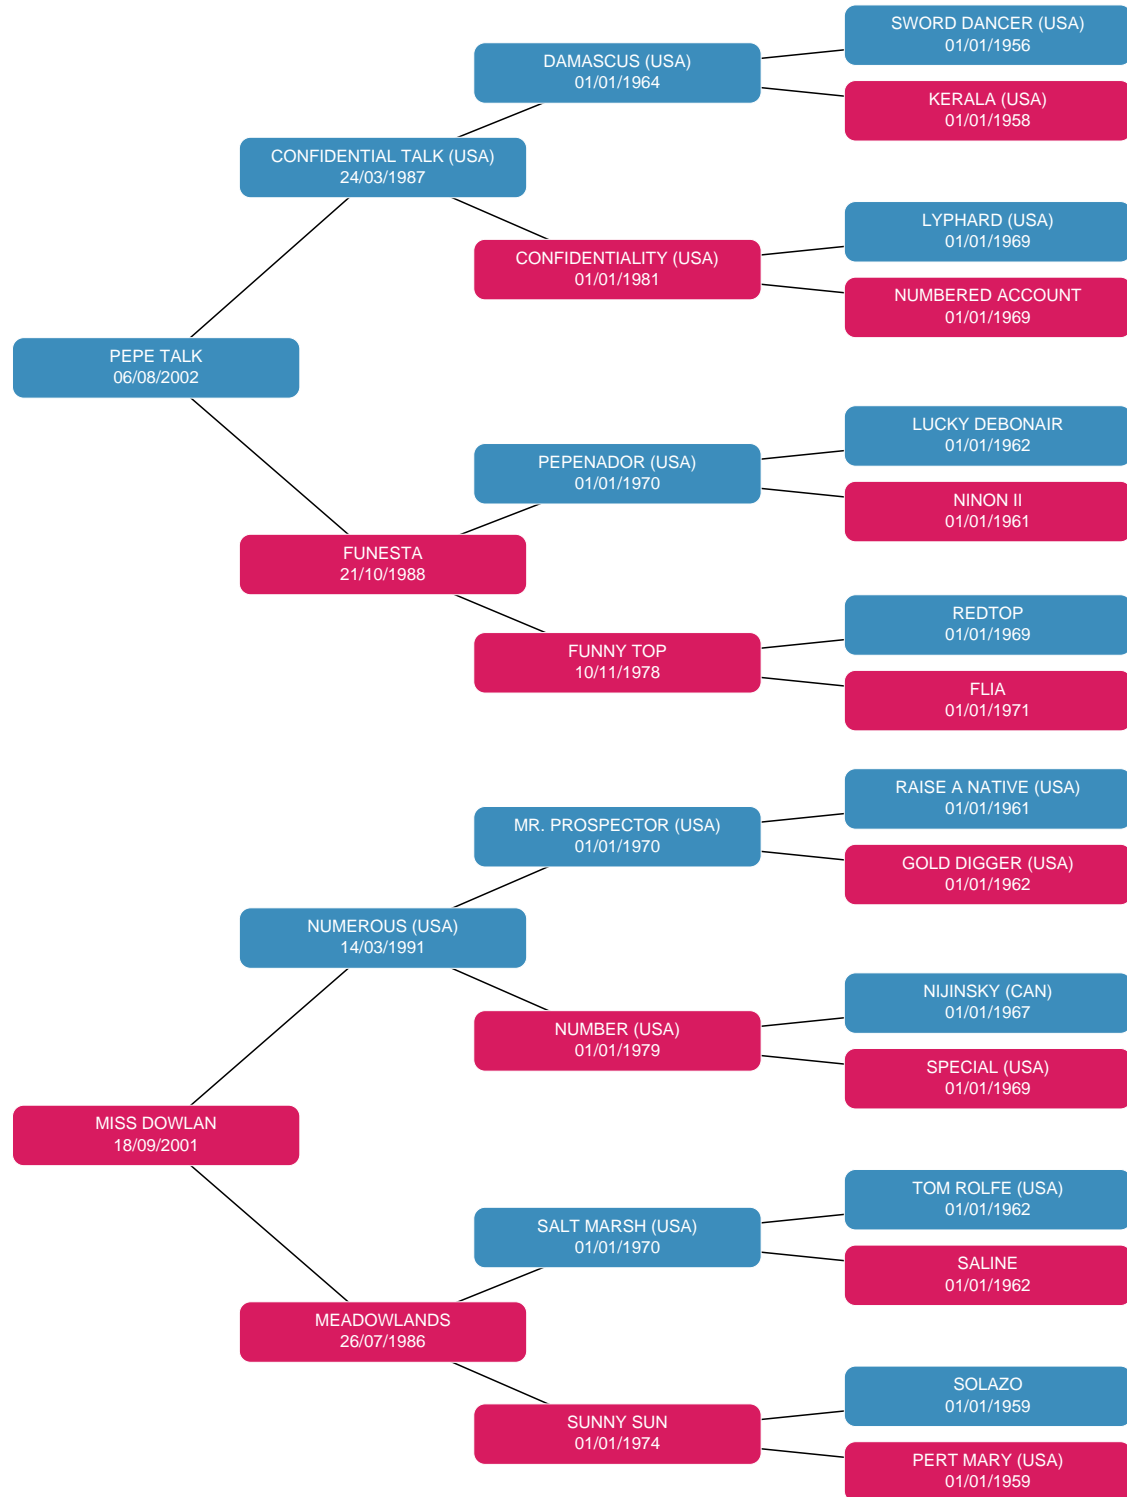 SWORD DANCER (USA)
01/01/1956
DAMASCUS (USA)
01/01/1964
KERALA (USA)
01/01/1958
CONFIDENTIAL TALK (USA)
24/03/1987
LYPHARD (USA)
01/01/1969
CONFIDENTIALITY (USA)
01/01/1981
NUMBERED ACCOUNT
01/01/1969
PEPE TALK
06/08/2002
LUCKY DEBONAIR
01/01/1962
PEPENADOR (USA)
01/01/1970
NINON II
01/01/1961
FUNESTA
21/10/1988
REDTOP
01/01/1969
FUNNY TOP
10/11/1978
FLIA
01/01/1971
RAISE A NATIVE (USA)
01/01/1961
MR. PROSPECTOR (USA)
01/01/1970
GOLD DIGGER (USA)
01/01/1962
NUMEROUS (USA)
14/03/1991
NIJINSKY (CAN)
01/01/1967
NUMBER (USA)
01/01/1979
SPECIAL (USA)
01/01/1969
MISS DOWLAN
18/09/2001
TOM ROLFE (USA)
01/01/1962
SALT MARSH (USA)
01/01/1970
SALINE
01/01/1962
MEADOWLANDS
26/07/1986
SOLAZO
01/01/1959
SUNNY SUN
01/01/1974
PERT MARY (USA)
01/01/1959